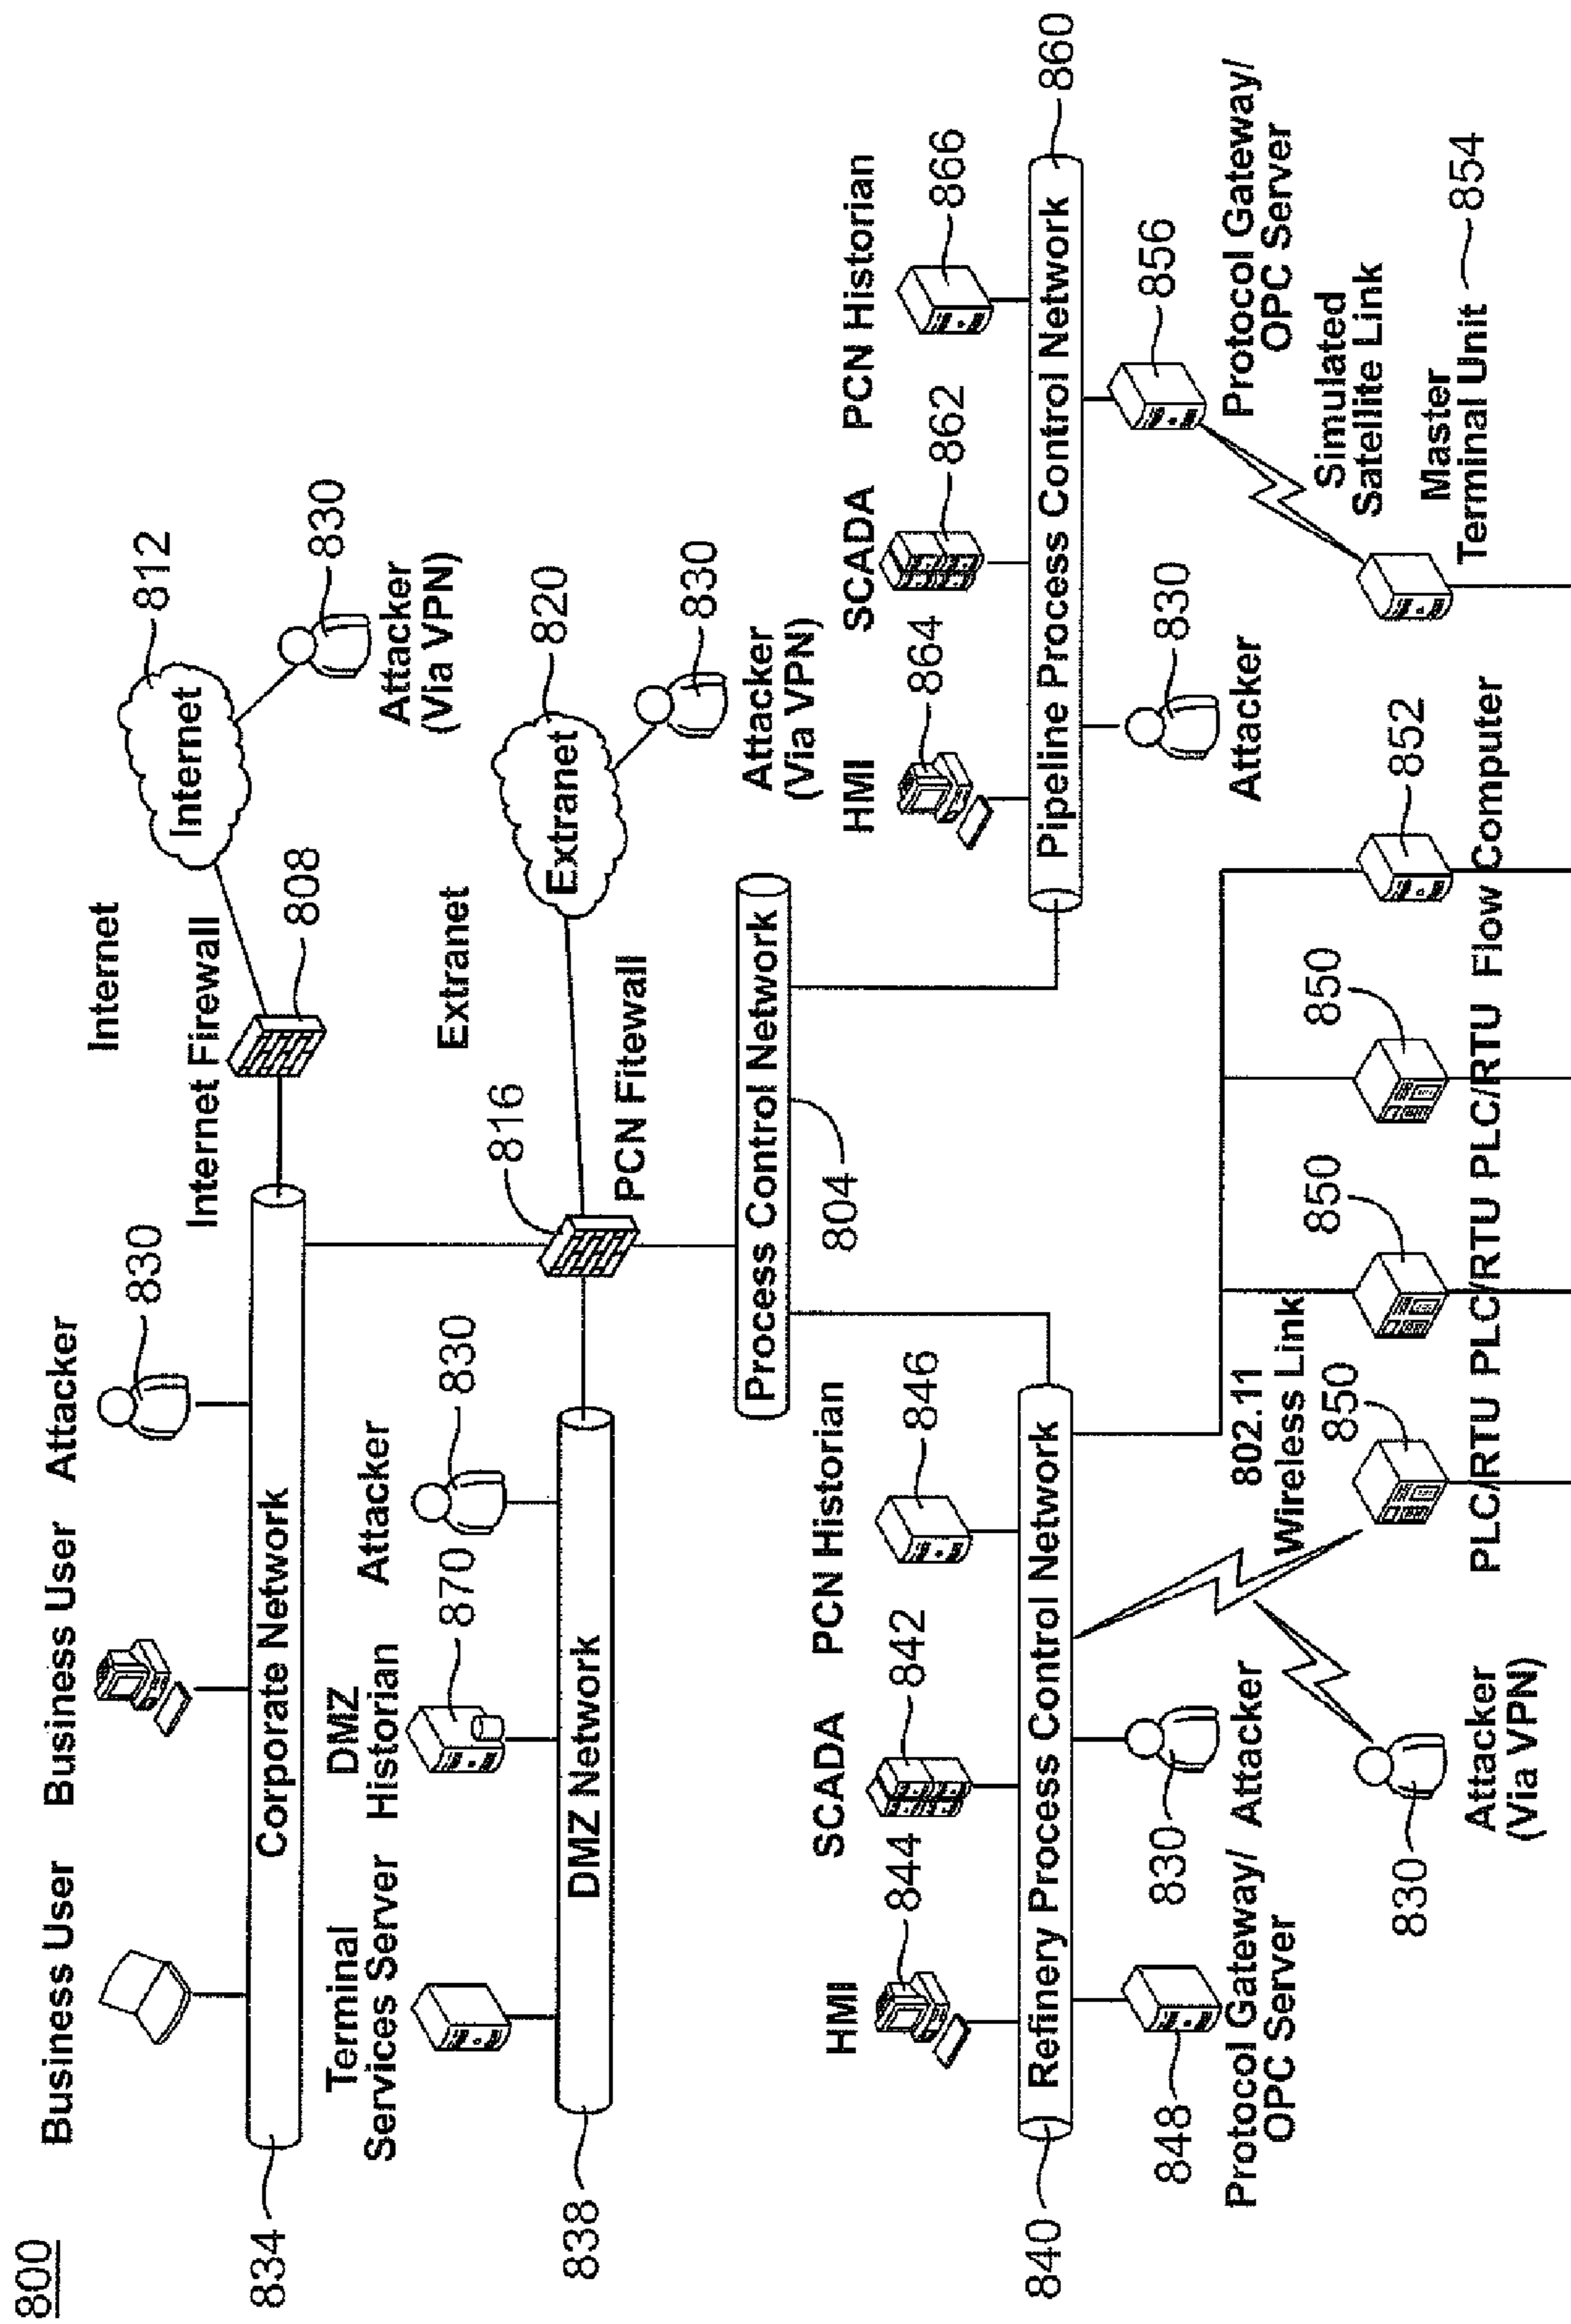 800
Business User
Business User
Attacker
830
Internet
Internet Firewall
808
Internet
812
830
Attacker
(Via VPN)
Corporate Network
834
Terminal
Services Server
DMZ
Historian
870
Attacker
830
DMZ Network
838
816
PCN Fitewall
Extranet
Extranet
820
830
Attacker
(Via VPN)
Process Control Network
804
HMI
844
SCADA
842
PCN Historian
846
Refinery Process Control Network
840
848
Protocol Gateway/
OPC Server
830
Attacker
830
Attacker
(Via VPN)
802.11
Wireless Link
850
850
850
852
PLC/RTU
PLC/RTU
PLC/RTU
PLC/RTU
Flow Computer
HMI
864
SCADA
862
PCN Historian
866
Pipeline Process Control Network
860
830
Attacker
856
Protocol Gateway/
OPC Server
Simulated
Satellite Link
Master
Terminal Unit
854